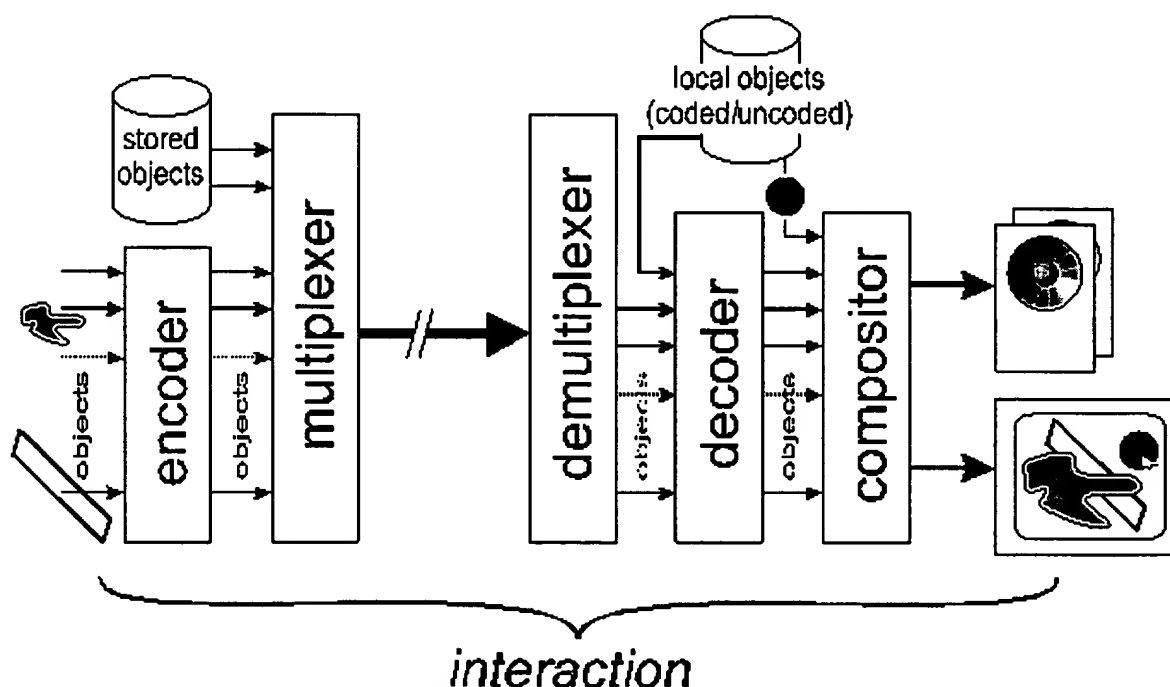 local objects
(coded/uncoded)
stored
objects
objects
encoder
objects
multiplexer
demultiplexer
objects
decoder
objects
compositor
interaction